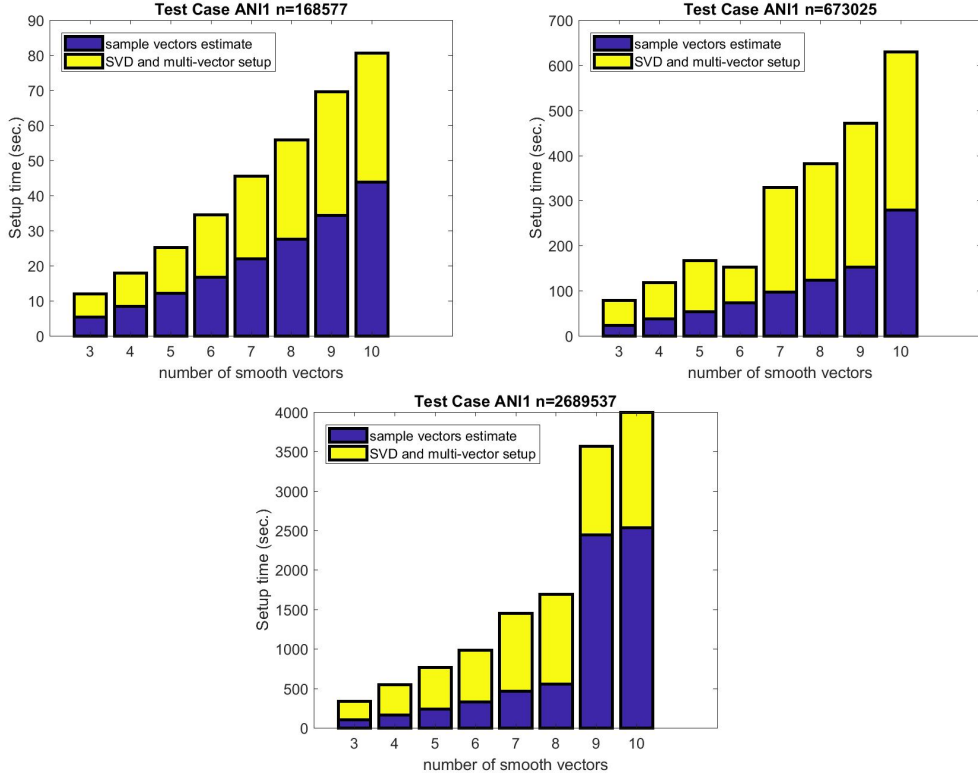 Test Case ANI1 n=168577
sample vectors estimate
SVD and multi-vector setup
Setup time (sec.)
90
80
70
60
50
40
30
20
10
0
3 4 5 6 7 8 9 10
number of smooth vectors
Test Case ANI1 n=673025
sample vectors estimate
SVD and multi-vector setup
Setup time (sec.)
700
600
500
400
300
200
100
0
3 4 5 6 7 8 9 10
number of smooth vectors
Test Case ANI1 n=2689537
sample vectors estimate
SVD and multi-vector setup
Setup time (sec.)
4000
3500
3000
2500
2000
1500
1000
500
0
3 4 5 6 7 8 9 10
number of smooth vectors